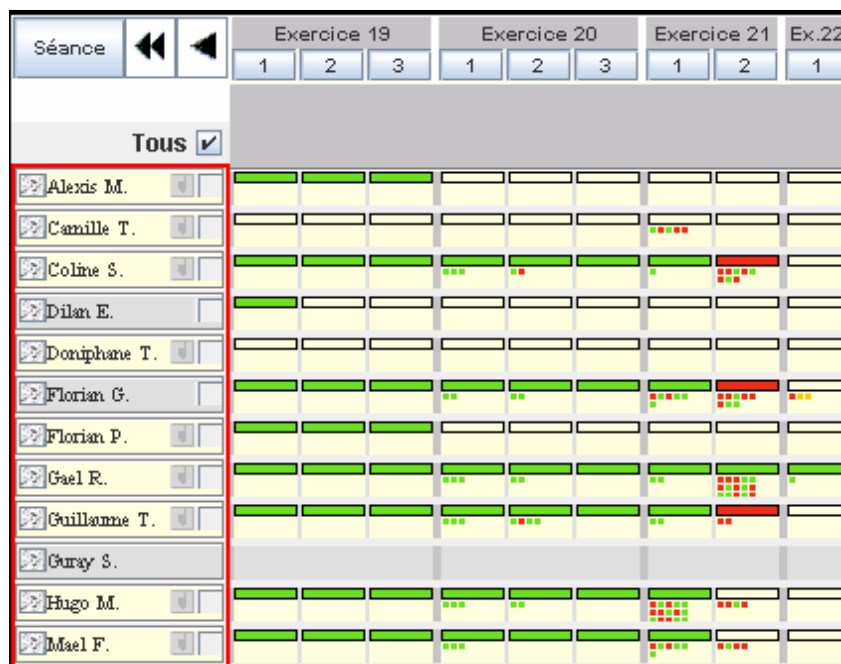 Séance Exercice 19 Exercice 20 Exercice 21 Ex.22
1 2 3 1 2 3 1 2 1
Tous
Alexis M.
Camille T.
Coline S.
Dilan E.
Doniphane T.
Florian G.
Florian P.
Gael R.
Guillaume T.
Guray S.
Hugo M.
Mael F.